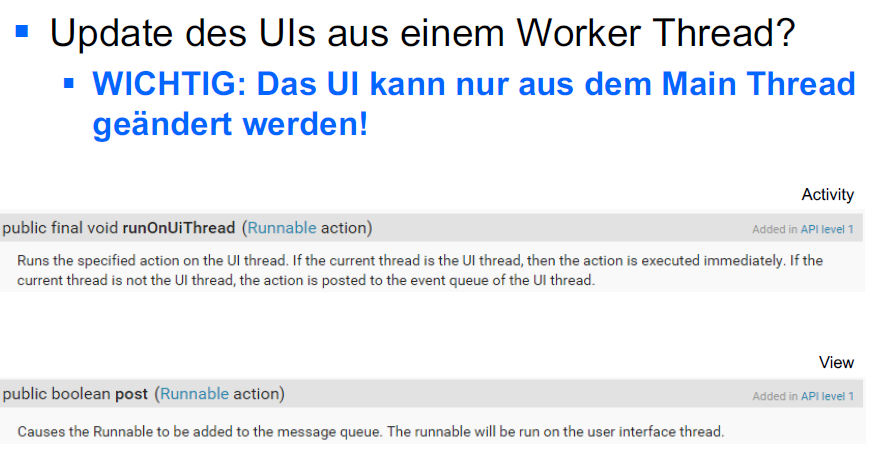 Update des UIs aus einem Worker Thread?
WICHTIG: Das UI kann nur aus dem Main Thread
geändert werden!
Activity
public final void runOnUiThread (Runnable action)
Added in API level 1
Runs the specified action on the UI thread. If the current thread is the UI thread, then the action is executed immediately. If the
current thread is not the UI thread, the action is posted to the event queue of the UI thread.
View
public boolean post (Runnable action)
Added in API level 1
Causes the Runnable to be added to the message queue. The runnable will be run on the user interface thread.